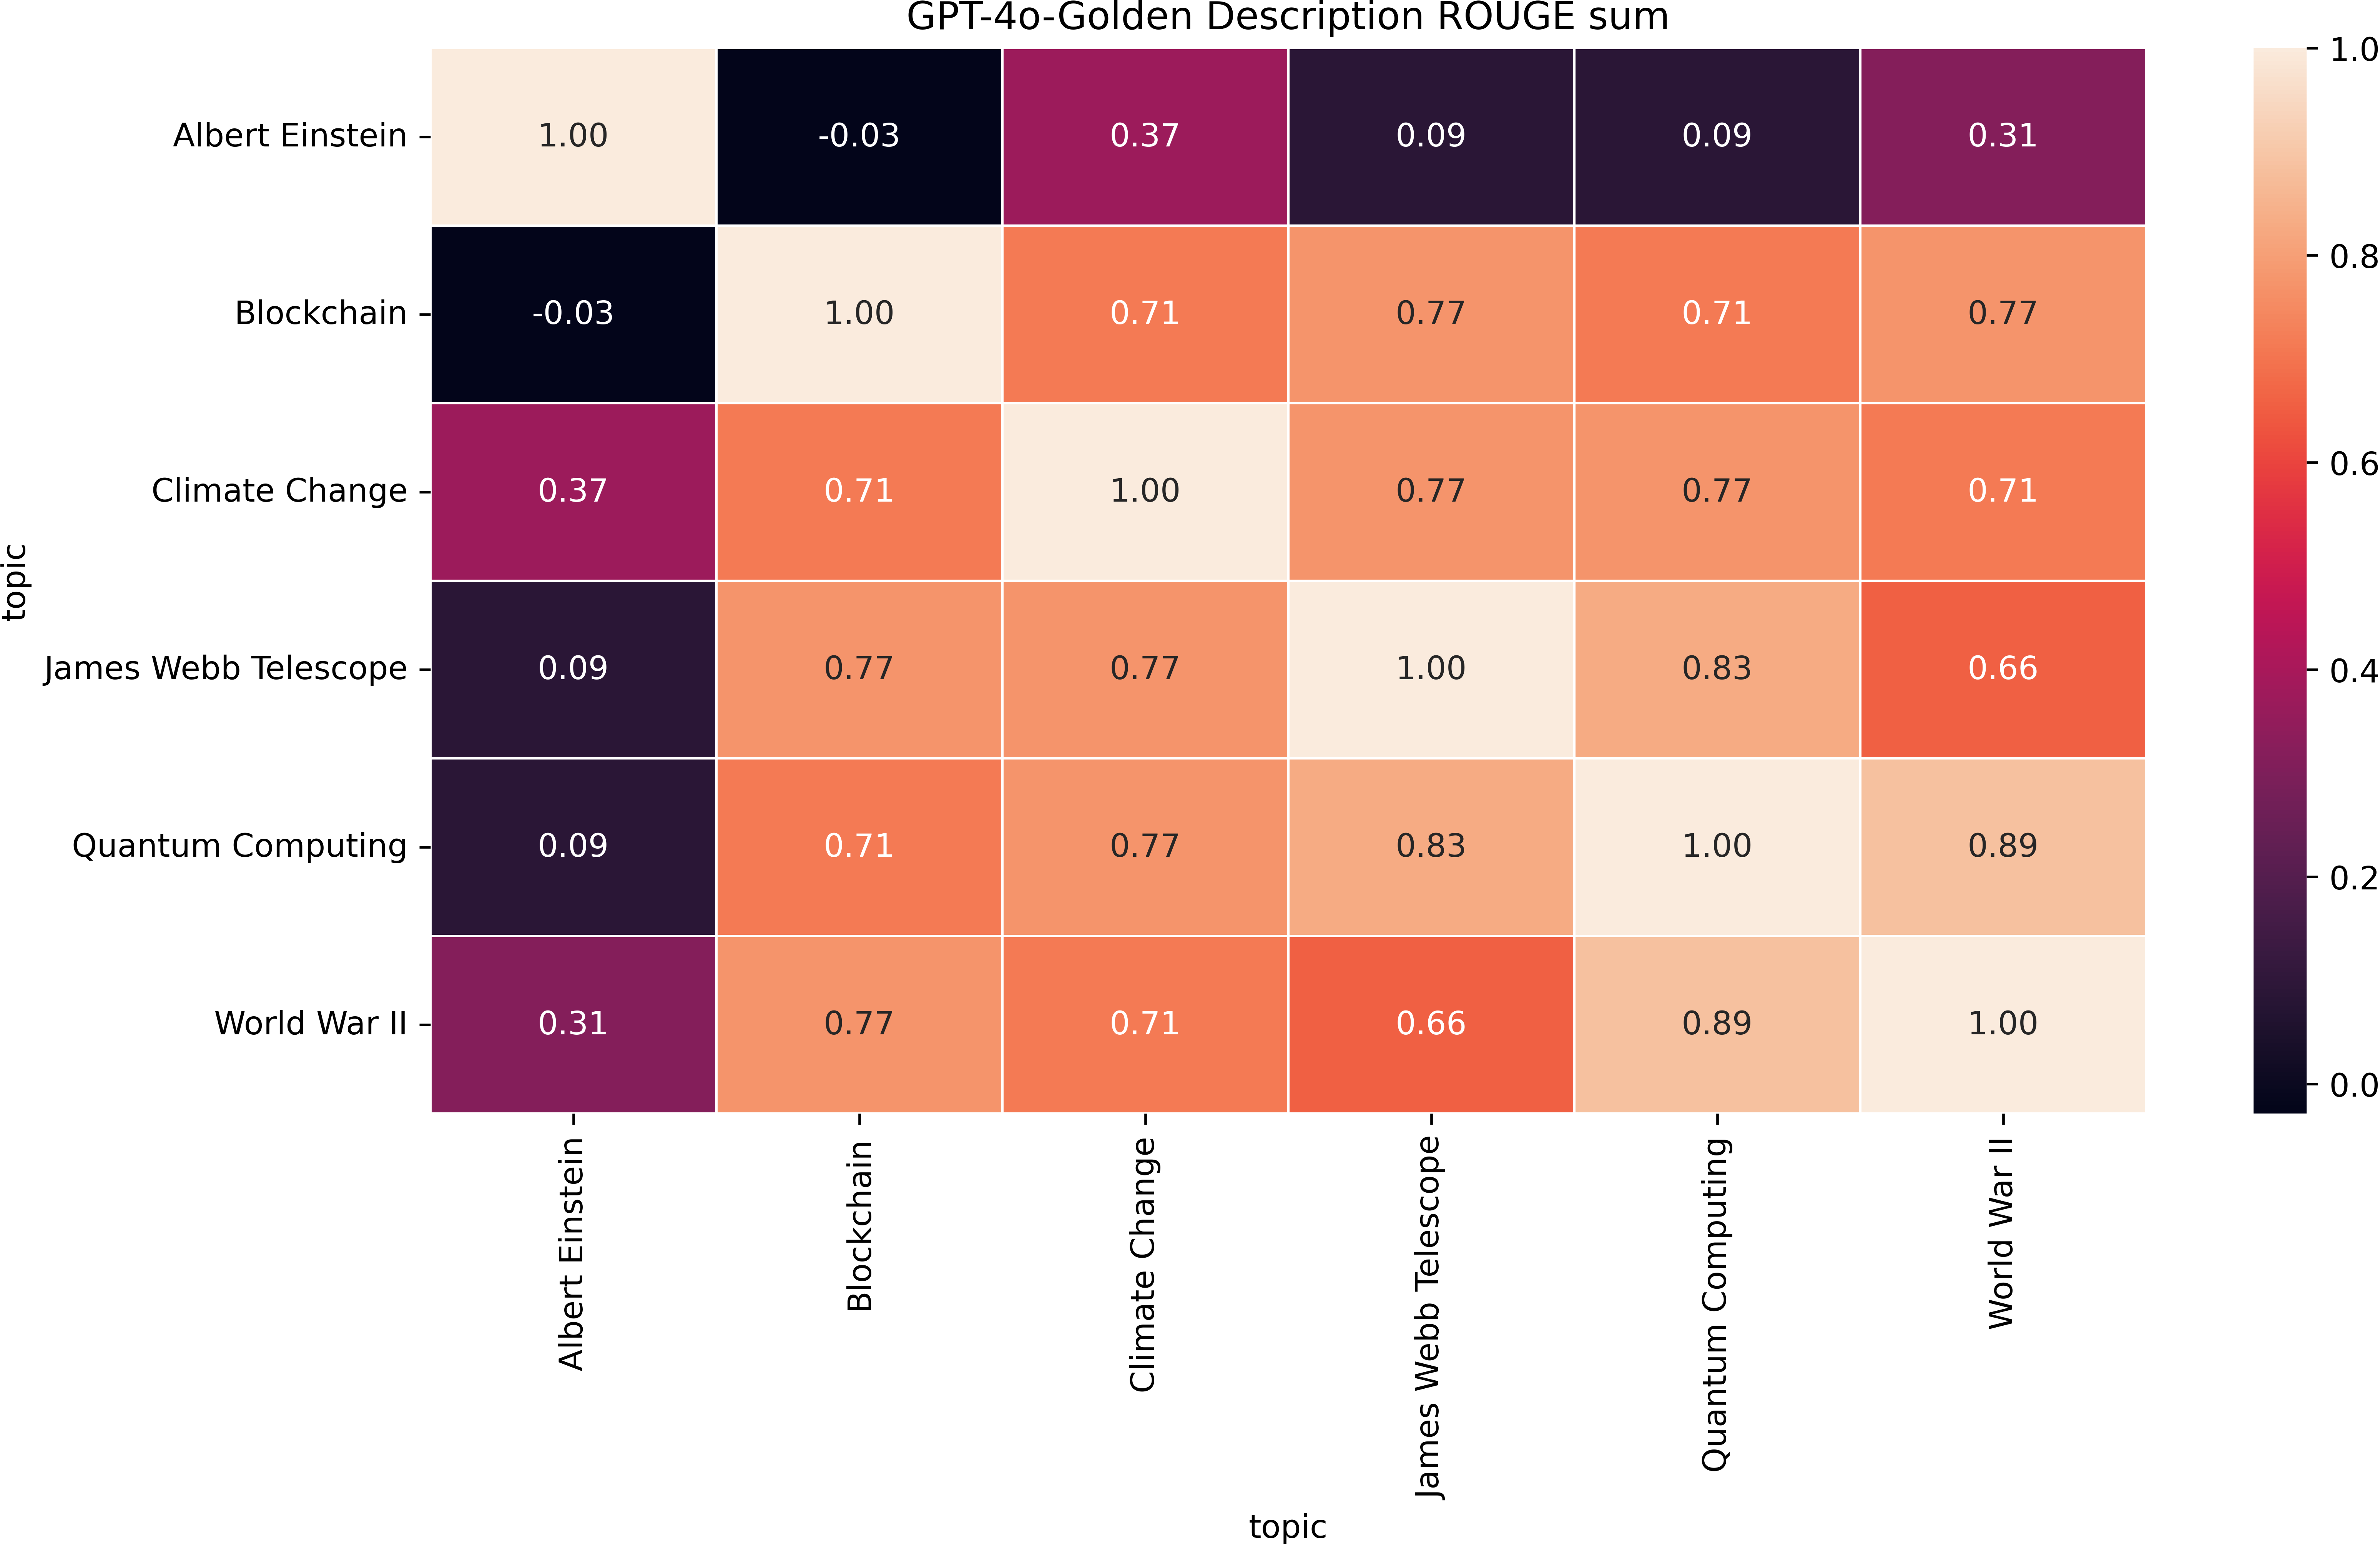 GPT-4o-Golden Description ROUGE sum
Albert Einstein 1.00 -0.03 0.37 0.09 0.09 0.31
Blockchain -0.03 1.00 0.71 0.77 0.71 0.77
Climate Change 0.37 0.71 1.00 0.77 0.77 0.71
James Webb Telescope 0.09 0.77 0.77 1.00 0.83 0.66
Quantum Computing 0.09 0.71 0.77 0.83 1.00 0.89
World War II 0.31 0.77 0.71 0.66 0.89 1.00
topic
Albert Einstein
Blockchain
Climate Change
James Webb Telescope
Quantum Computing
World War II
topic
1.0
0.8
0.6
0.4
0.2
0.0